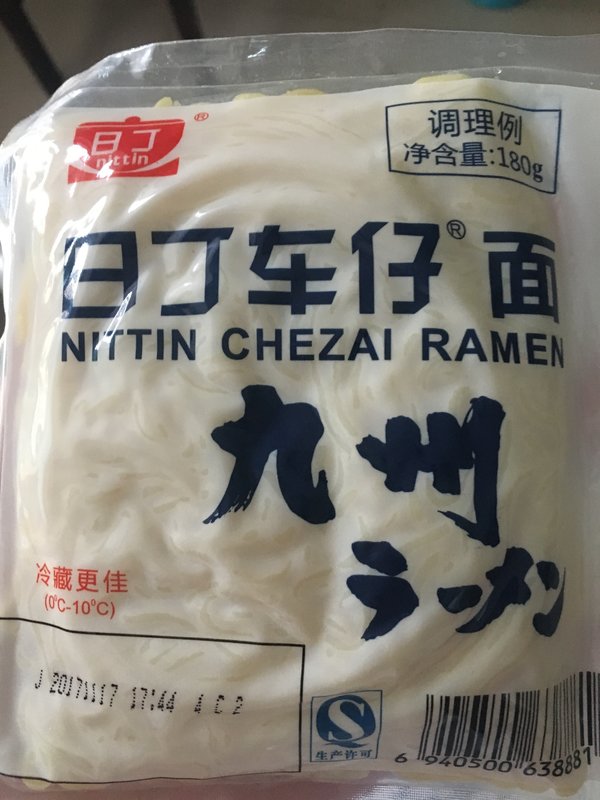 日丁
nittin
®
调理例
净含量:180g
日丁车仔®面
NITTIN CHEZAI RAMEN
九州
ラーメン
冷藏更佳
(0°C-10°C)
J 20171117 17:44 4 C 2
S
生产许可
6 940500 638881